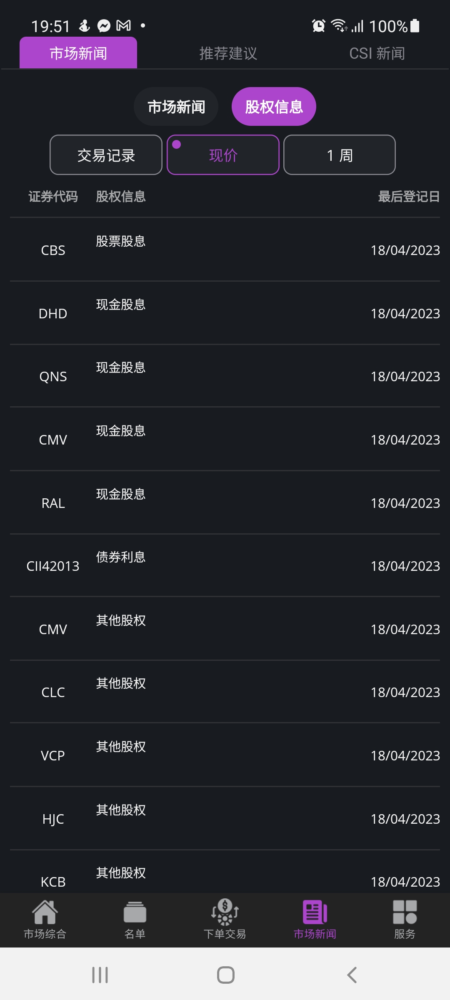 19:51 100%
市场新闻 推荐建议 CSI 新闻
市场新闻 股权信息
交易记录 现价 1 周
证券代码 股权信息 最后登记日
CBS 股票股息 18/04/2023
DHD 现金股息 18/04/2023
QNS 现金股息 18/04/2023
CMV 现金股息 18/04/2023
RAL 现金股息 18/04/2023
CII42013 债券利息 18/04/2023
CMV 其他股权 18/04/2023
CLC 其他股权 18/04/2023
VCP 其他股权 18/04/2023
HJC 其他股权 18/04/2023
KCB 其他股权 18/04/2023
市场综合 名单 下单交易 市场新闻 服务